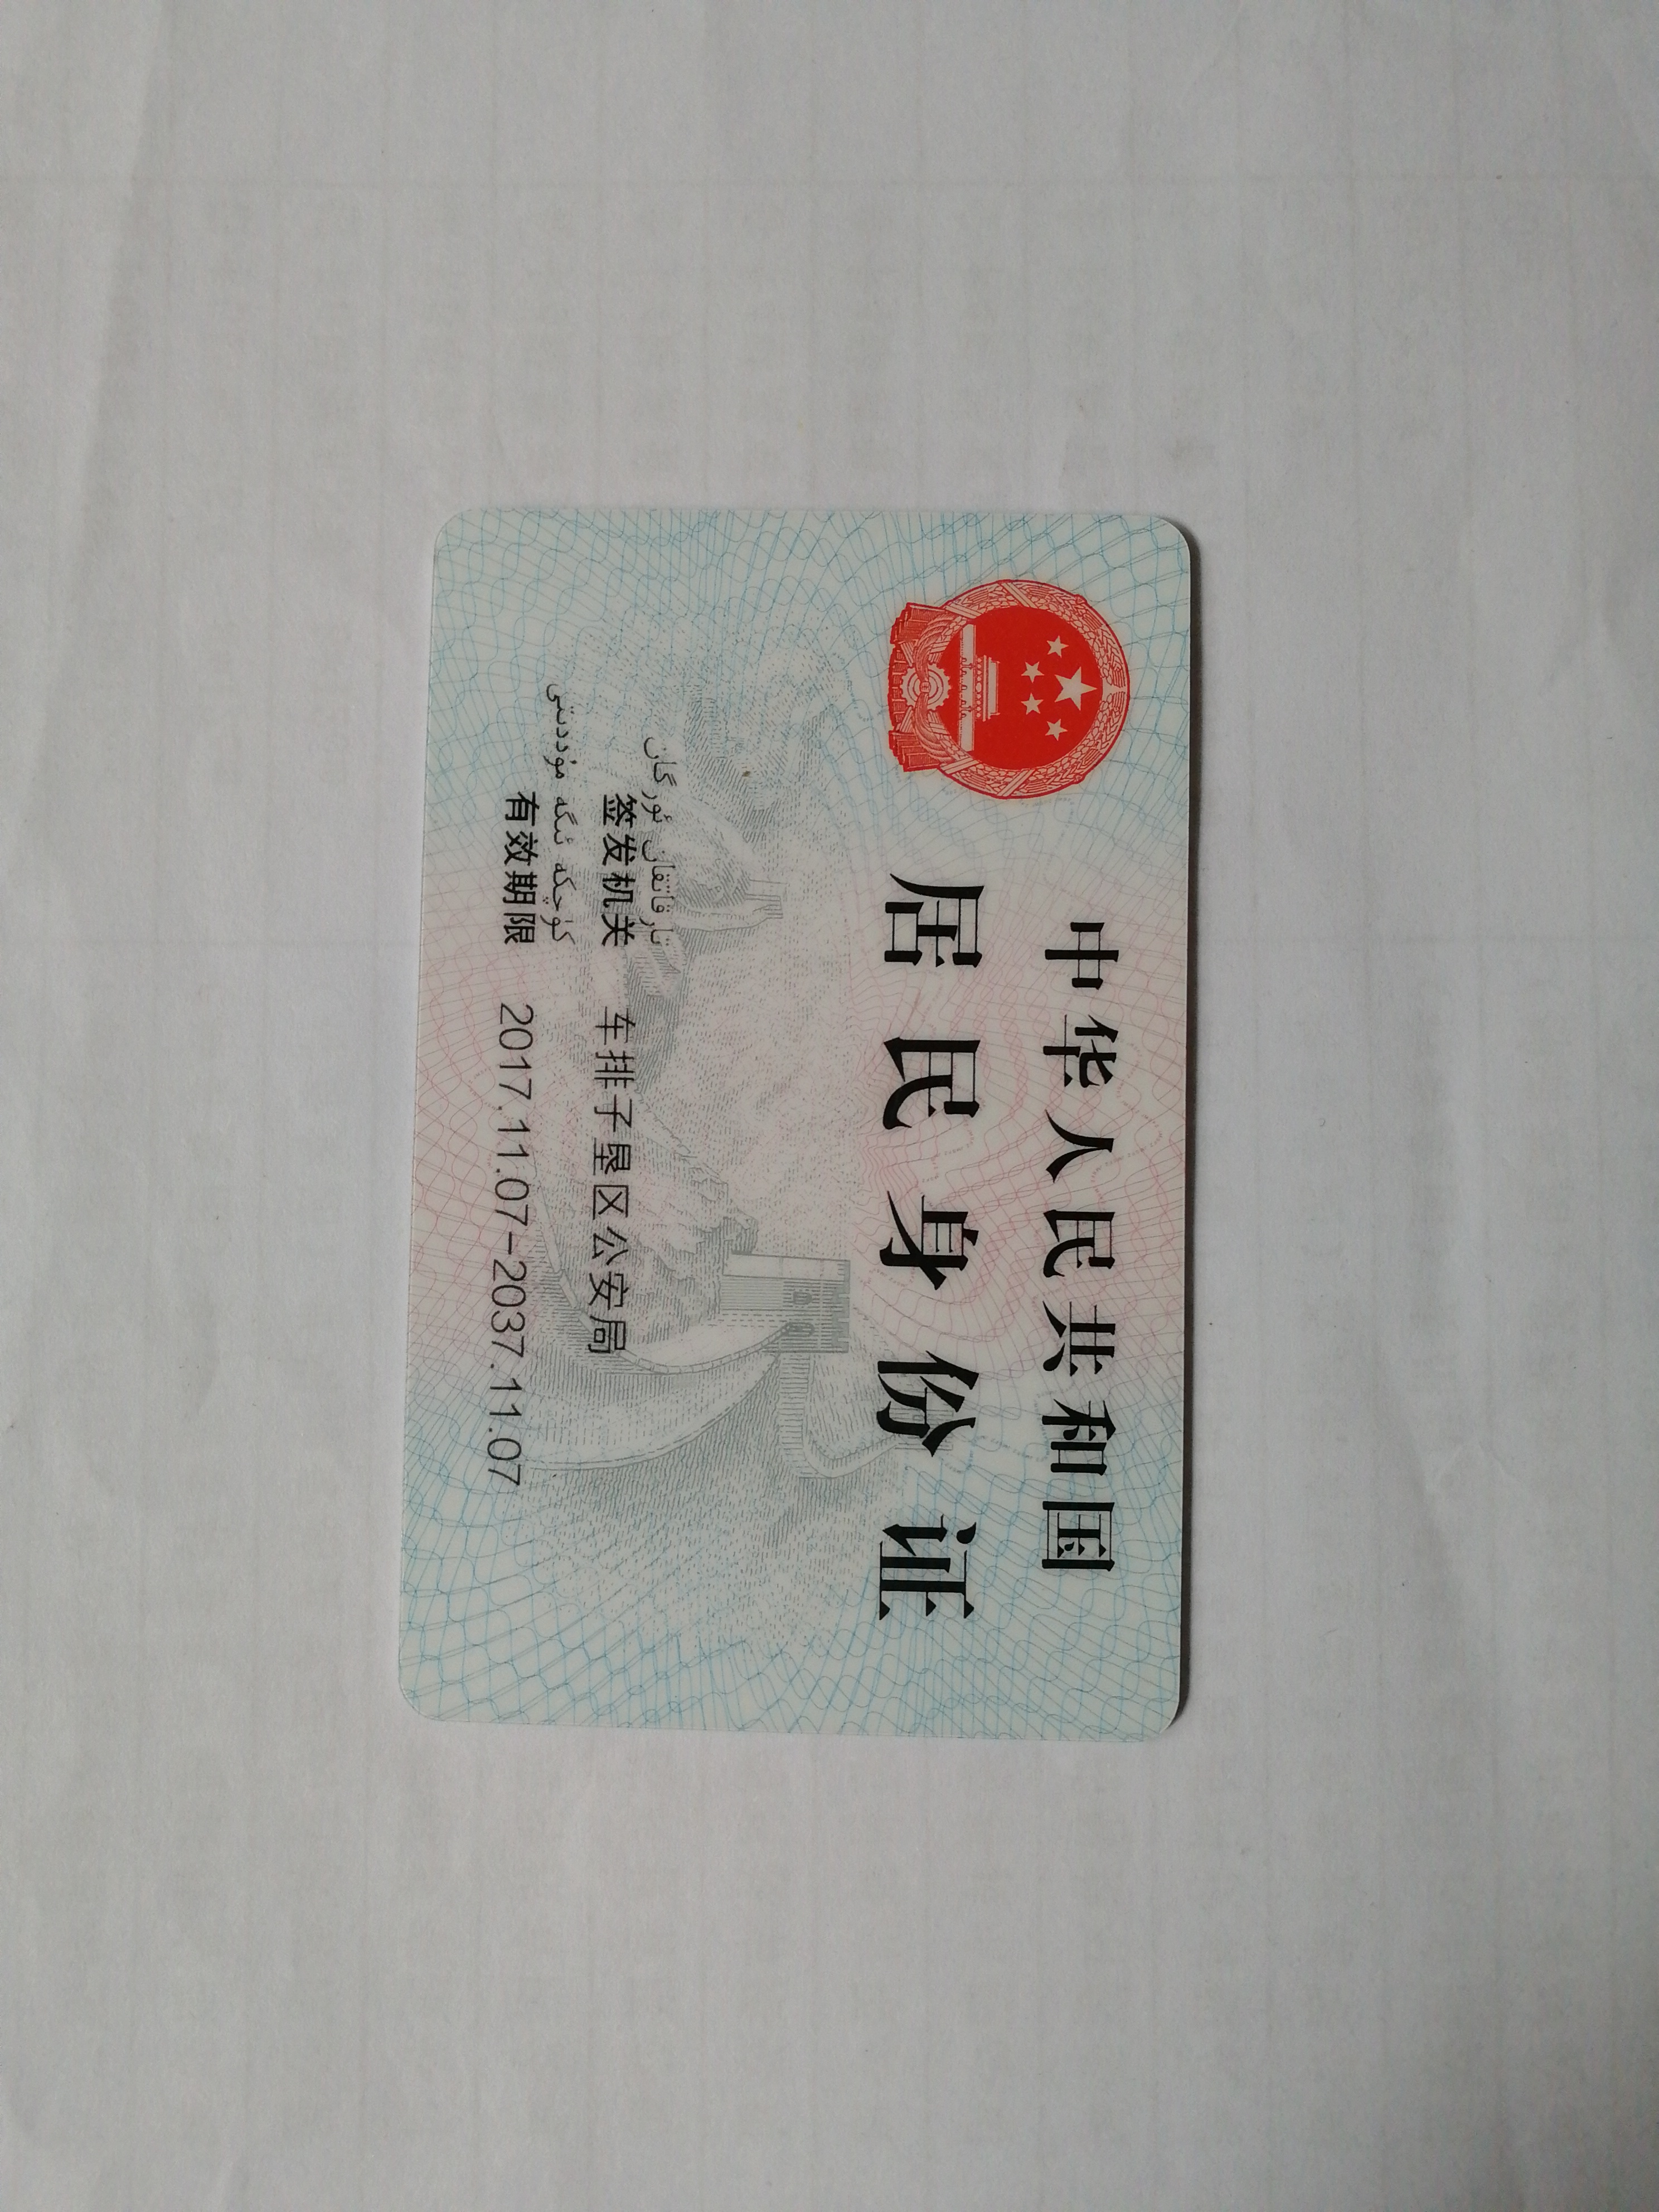 中华人民共和国
居民身份证
تارقاتقان ئورگان
签发机关 车排子垦区公安局
كۈچكە ئىگە مۇددىتى
有效期限 2017.11.07-2037.11.07